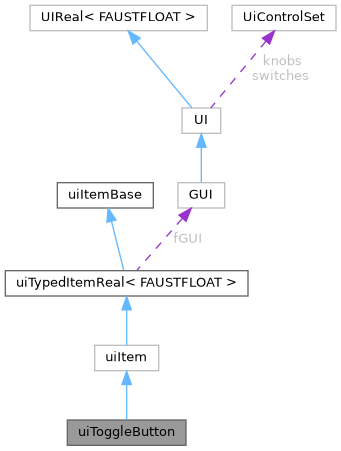 UIReal< FAUSTFLOAT >
UiControlSet
knobs
switches
UI
uiItemBase
GUI
fGUI
uiTypedItemReal< FAUSTFLOAT >
uiItem
uiToggleButton